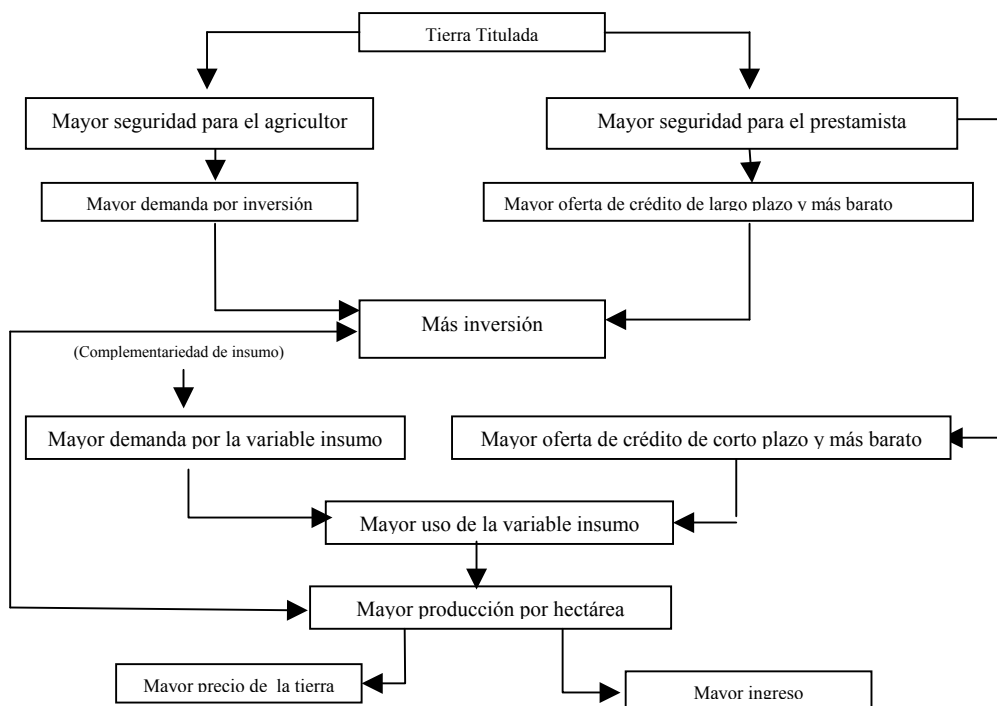 Tierra Titulada
Mayor seguridad para el agricultor
Mayor seguridad para el prestamista
Mayor demanda por inversión
Mayor oferta de crédito de largo plazo y más barato
Más inversión
(Complementariedad de insumo)
Mayor demanda por la variable insumo
Mayor oferta de crédito de corto plazo y más barato
Mayor uso de la variable insumo
Mayor producción por hectárea
Mayor precio de la tierra
Mayor ingreso